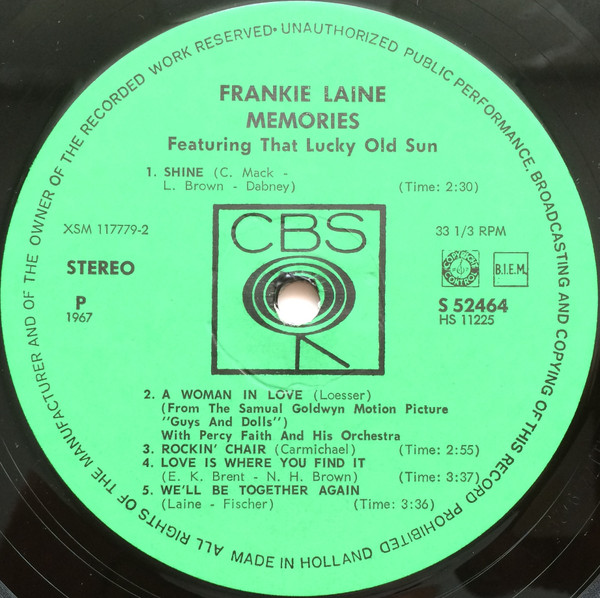 ALL RIGHTS OF THE MANUFACTURER AND OF THE OWNER OF THE RECORDED WORK RESERVED • UNAUTHORIZED PUBLIC PERFORMANCE. BROADCASTING AND COPYING OF THIS RECORD PROHIBITED
FRANKIE LAINE
MEMORIES
Featuring That Lucky Old Sun
1. SHINE (C. Mack -
L. Brown - Dabney) (Time: 2:30)
CBS
XSM 117779-2
33 1/3 RPM
STEREO
COPYRIGHT CONTROL
B.I.E.M.
P
1967
S 52464
HS 11225
2. A WOMAN IN LOVE (Loesser)
(From The Samual Goldwyn Motion Picture
"Guys And Dolls")
With Percy Faith And His Orchestra
3. ROCKIN' CHAIR (Carmichael) (Time: 2:55)
4. LOVE IS WHERE YOU FIND IT
(E. K. Brent - N. H. Brown) (Time: 3:37)
5. WE'LL BE TOGETHER AGAIN
(Laine - Fischer) (Time: 3:36)
MADE IN HOLLAND